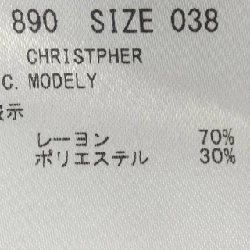 890 SIZE 038
CHRISTPHER
C. MODELY
表示
レーヨン 70%
ポリエステル 30%